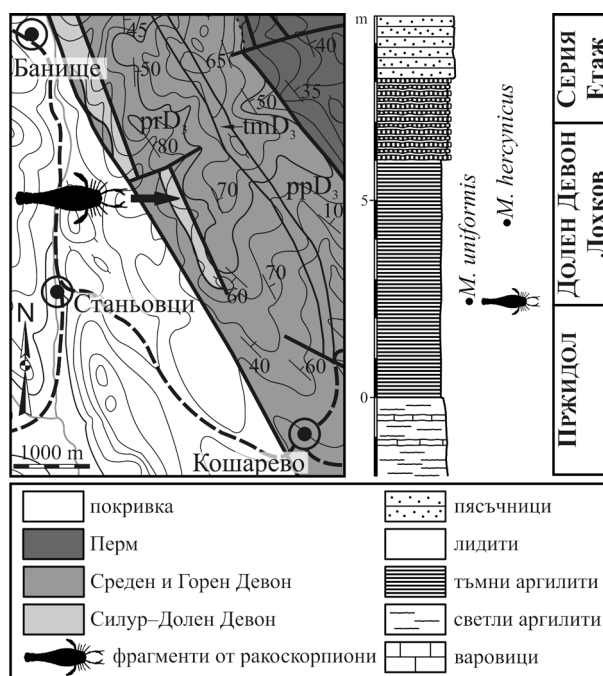 Банище
45
50
65
40
35
50
prD3
tmD3
80
70
ppD3
10
70
60
Станьовци
N
40
60
1000 m
Кошарево
m
5
0
M. uniformis
M. hercynicus
Серия
Етаж
Долен Девон
Лохков
Пржидол
покривка
Перм
Среден и Горен Девон
Силур–Долен Девон
фрагменти от ракоскорпиони
пясъчници
лидити
тъмни аргилити
светли аргилити
варовици